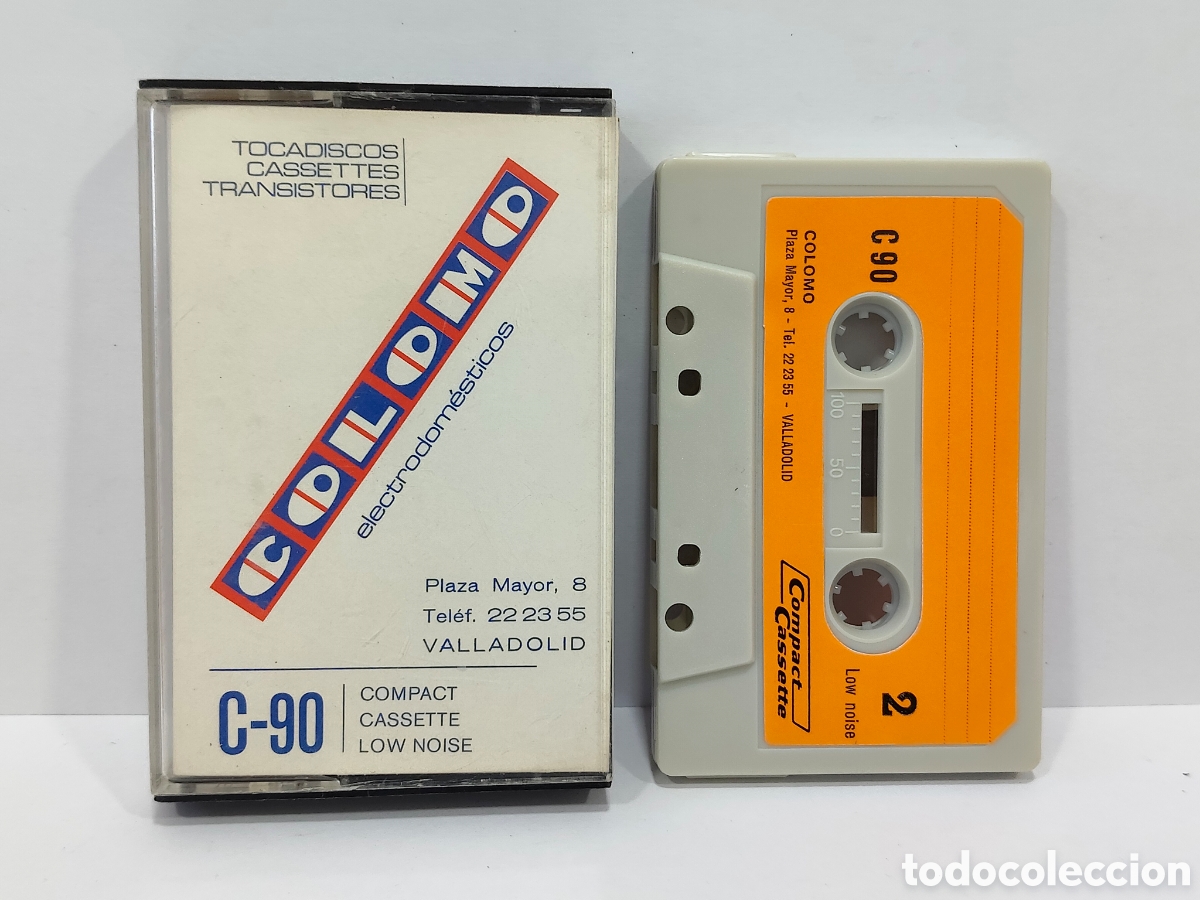 TOCADISCOS
CASSETTES
TRANSISTORES
COLOMO
electrodomésticos
Plaza Mayor, 8
Teléf. 22 23 55
VALLADOLID
C-90
COMPACT
CASSETTE
LOW NOISE
C 90
COLOMO
Plaza Mayor, 8 - Tel. 22 23 55 - VALLADOLID
100 50 0
Compact
Cassette
2
Low noise
todocoleccion